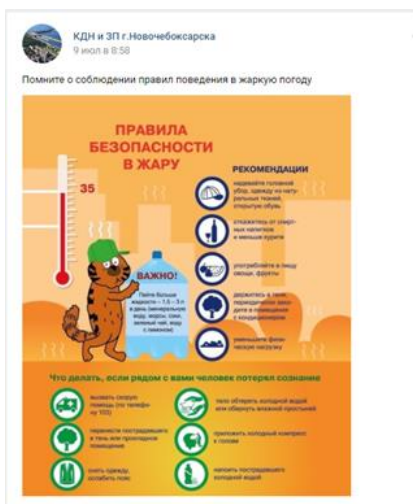 КДН и ЗП г.Новочебоксарска
9 июл в 8:58
Помните о соблюдении правил поведения в жаркую погоду
ПРАВИЛА
БЕЗОПАСНОСТИ
В ЖАРУ
35
РЕКОМЕНДАЦИИ
надевайте головной
убор, одежду из нату-
ральных тканей,
открытую обувь
откажитесь от спирт-
ных напитков
и меньше курите
употребляйте в пищу
овощи, фрукты
держитесь в тени,
периодически захо-
дите в помещения
с кондиционером
уменьшите физи-
ческую нагрузку
ВАЖНО!
Пейте больше
жидкости – 1,5 – 3 л
в день (минеральную
воду, морсы, соки,
зеленый чай, воду
с лимоном)
Что делать, если рядом с вами человек потерял сознание
вызвать скорую
помощь (по телефо-
ну 103)
перенести пострадавшего
в тень или прохладное
помещение
снять одежду,
ослабить пояс
тело обтереть холодной водой
или обернуть влажной простыней
приложить холодный компресс
к голове
напоить пострадавшего
холодной водой